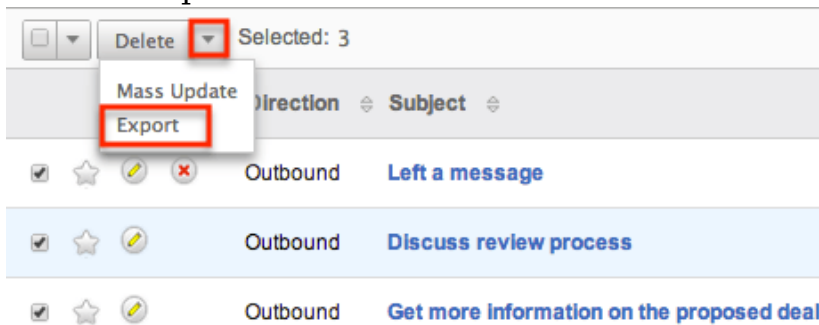 Delete Selected: 3
Mass Update
Export
Direction Subject
Outbound Left a message
Outbound Discuss review process
Outbound Get more information on the proposed deal